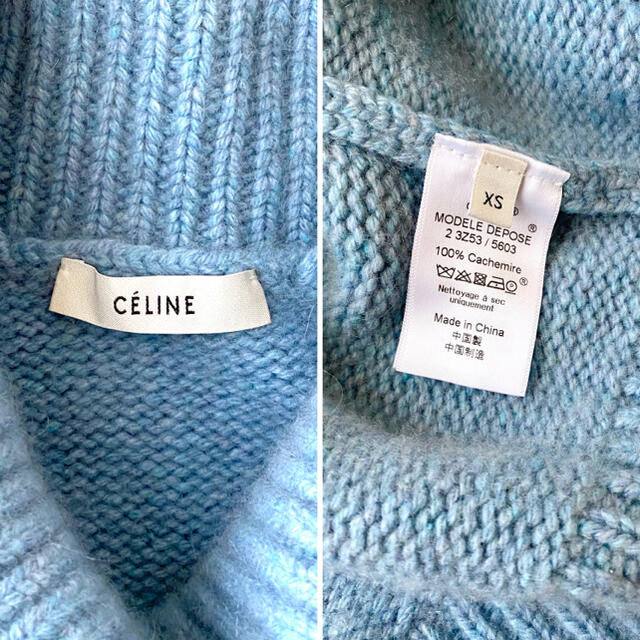 CÉLINE
XS
MODELE DEPOSE
2 3Z53 / 5603
100% Cachemire
Nettoyage à sec
uniquement
Made in China
中国製
中国制造